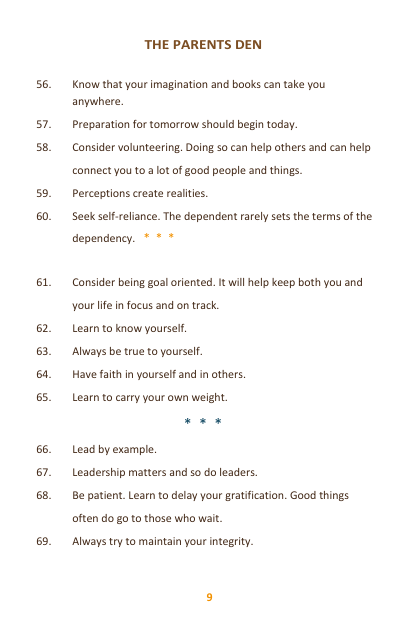 THE PARENTS DEN
56. Know that your imagination and books can take you
anywhere.
57. Preparation for tomorrow should begin today.
58. Consider volunteering. Doing so can help others and can help
connect you to a lot of good people and things.
59. Perceptions create realities.
60. Seek self-reliance. The dependent rarely sets the terms of the
dependency. * * *
61. Consider being goal oriented. It will help keep both you and
your life in focus and on track.
62. Learn to know yourself.
63. Always be true to yourself.
64. Have faith in yourself and in others.
65. Learn to carry your own weight.
* * *
66. Lead by example.
67. Leadership matters and so do leaders.
68. Be patient. Learn to delay your gratification. Good things
often do go to those who wait.
69. Always try to maintain your integrity.
9